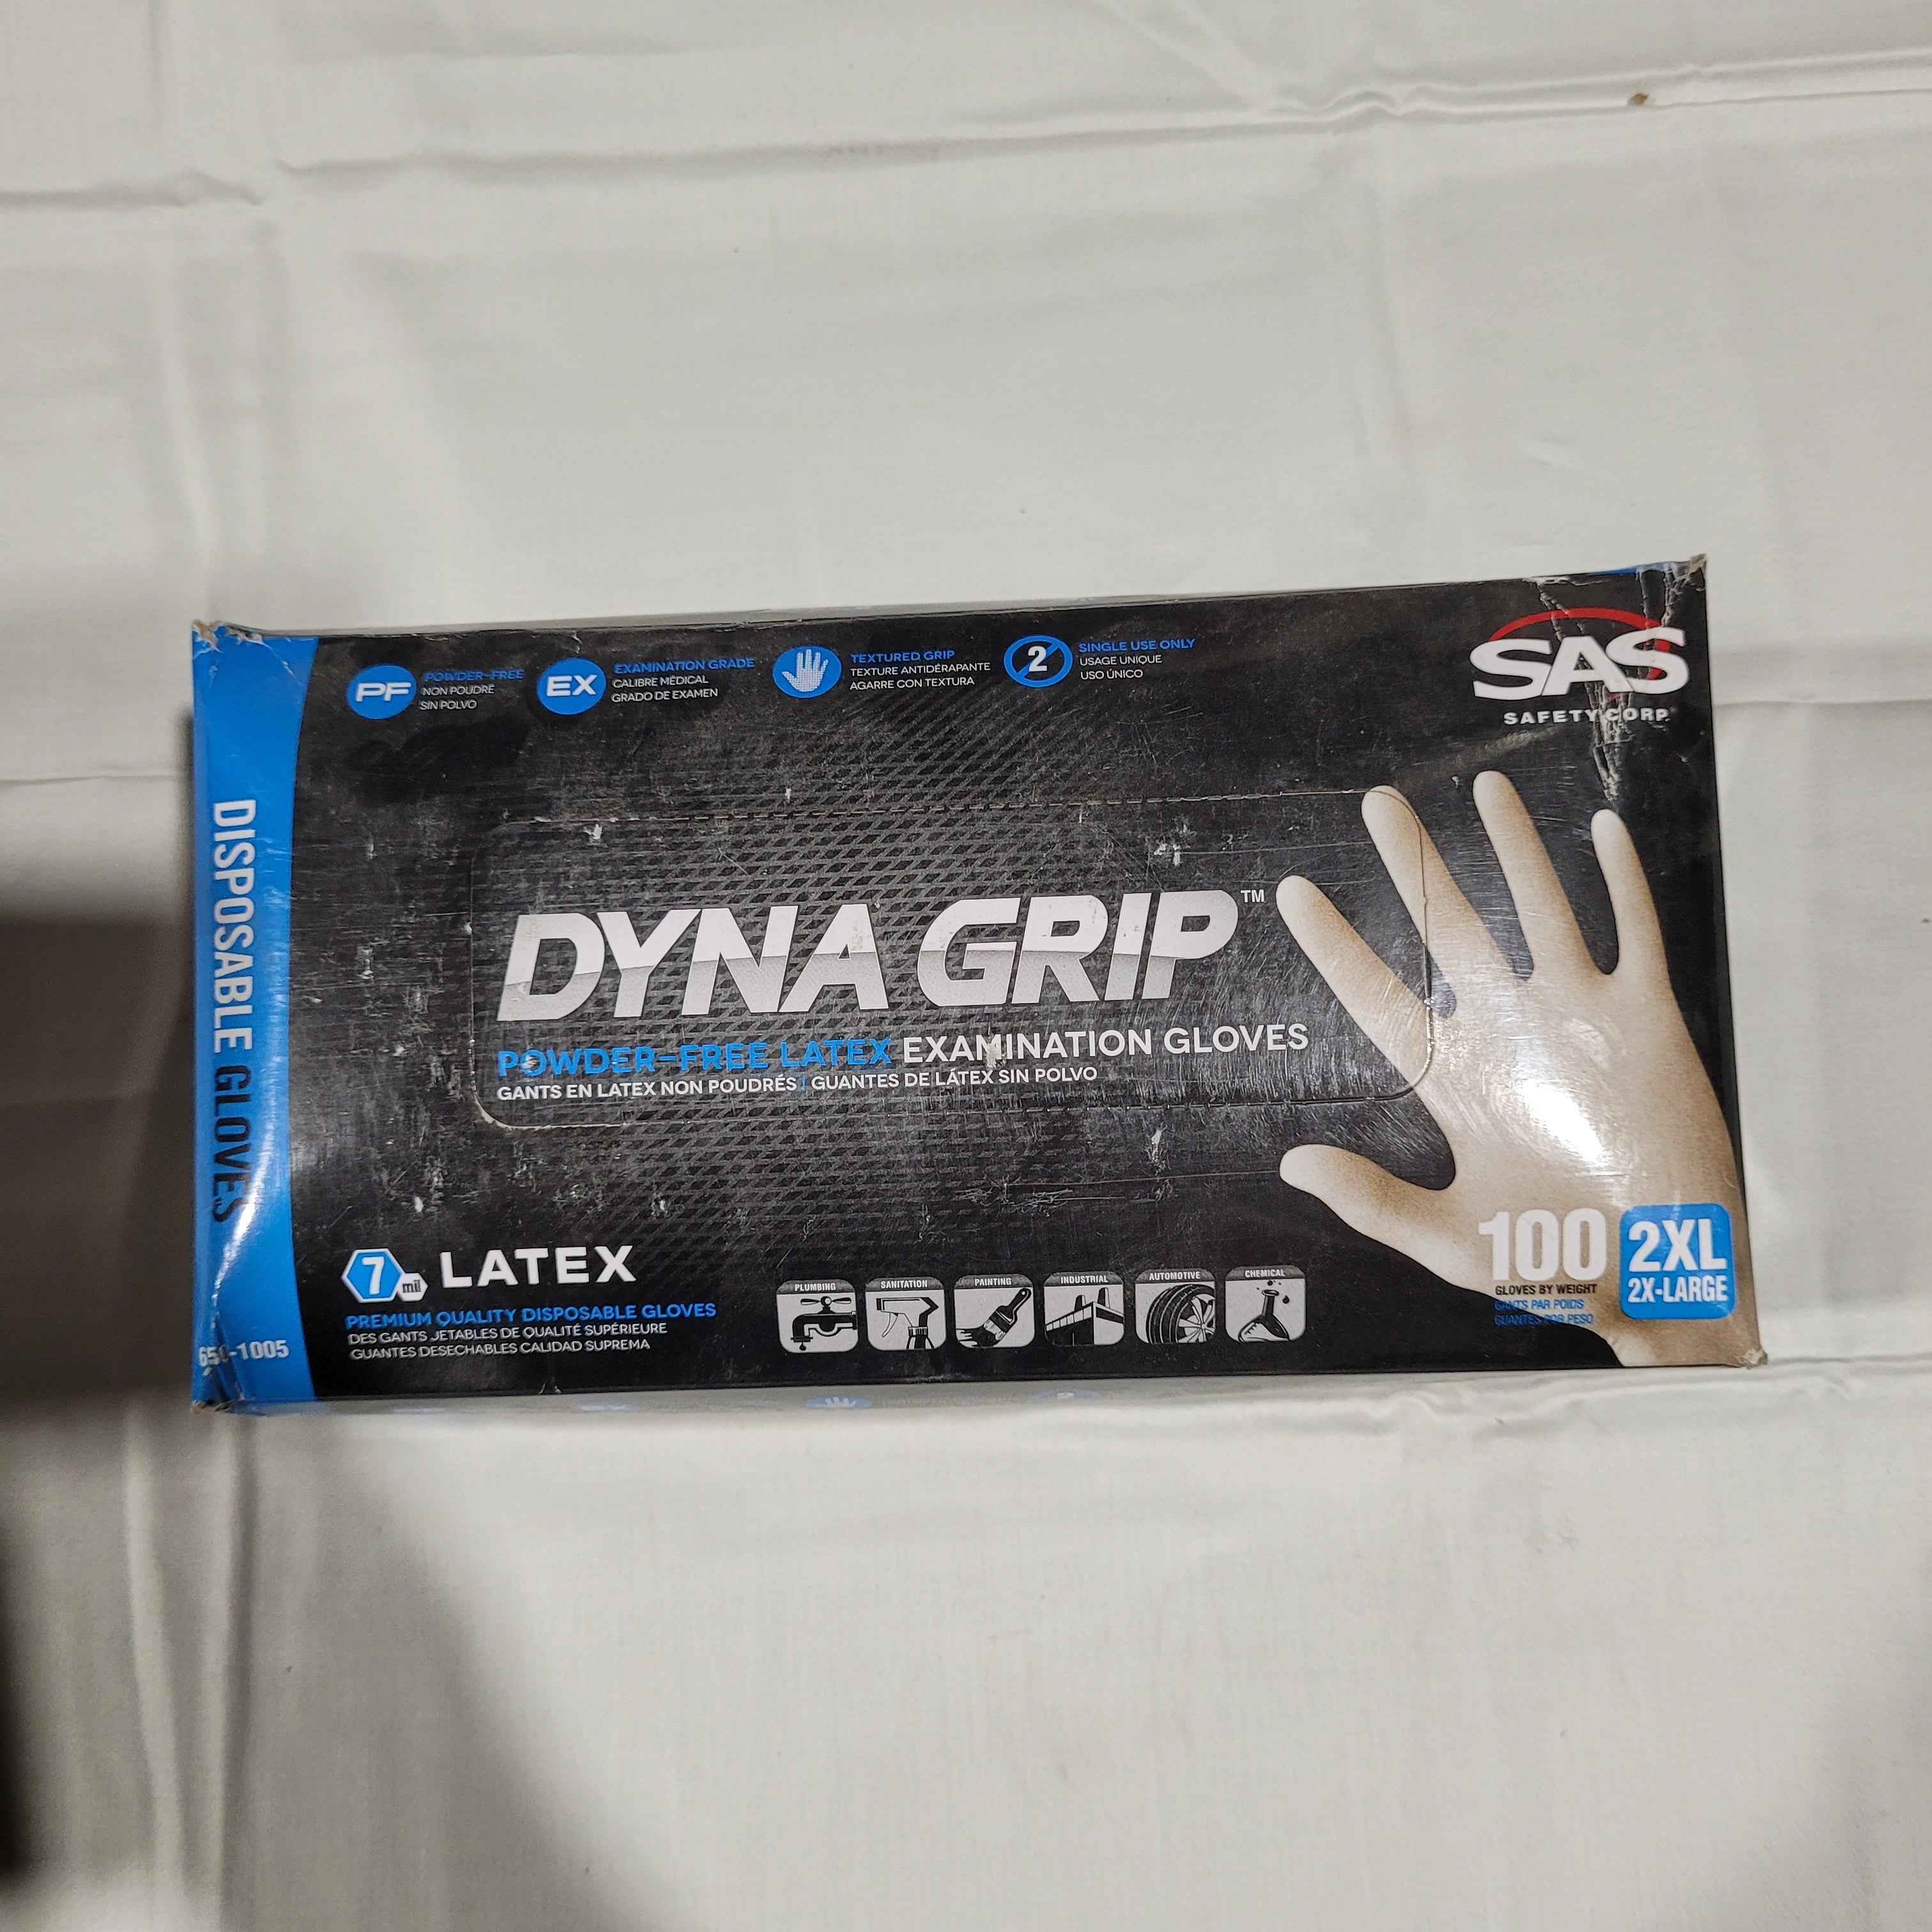 PF
POWDER-FREE
NON POUDRÉ
SIN POLVO
EX
EXAMINATION GRADE
CALIBRE MÉDICAL
GRADO DE EXAMEN
TEXTURED GRIP
TEXTURE ANTIDÉRAPANTE
AGARRE CON TEXTURA
2
SINGLE USE ONLY
USAGE UNIQUE
USO ÚNICO
SAS
SAFETY CORP.
DISPOSABLE GLOVES
DYNA GRIP™
POWDER-FREE LATEX EXAMINATION GLOVES
GANTS EN LATEX NON POUDRÉS | GUANTES DE LÁTEX SIN POLVO
7 mil LATEX
PREMIUM QUALITY DISPOSABLE GLOVES
DES GANTS JETABLES DE QUALITÉ SUPÉRIEURE
GUANTES DESECHABLES CALIDAD SUPREMA
PLUMBING
SANITATION
PAINTING
INDUSTRIAL
AUTOMOTIVE
CHEMICAL
100
GLOVES BY WEIGHT
GANTS PAR POIDS
GUANTES POR PESO
2XL
2X-LARGE